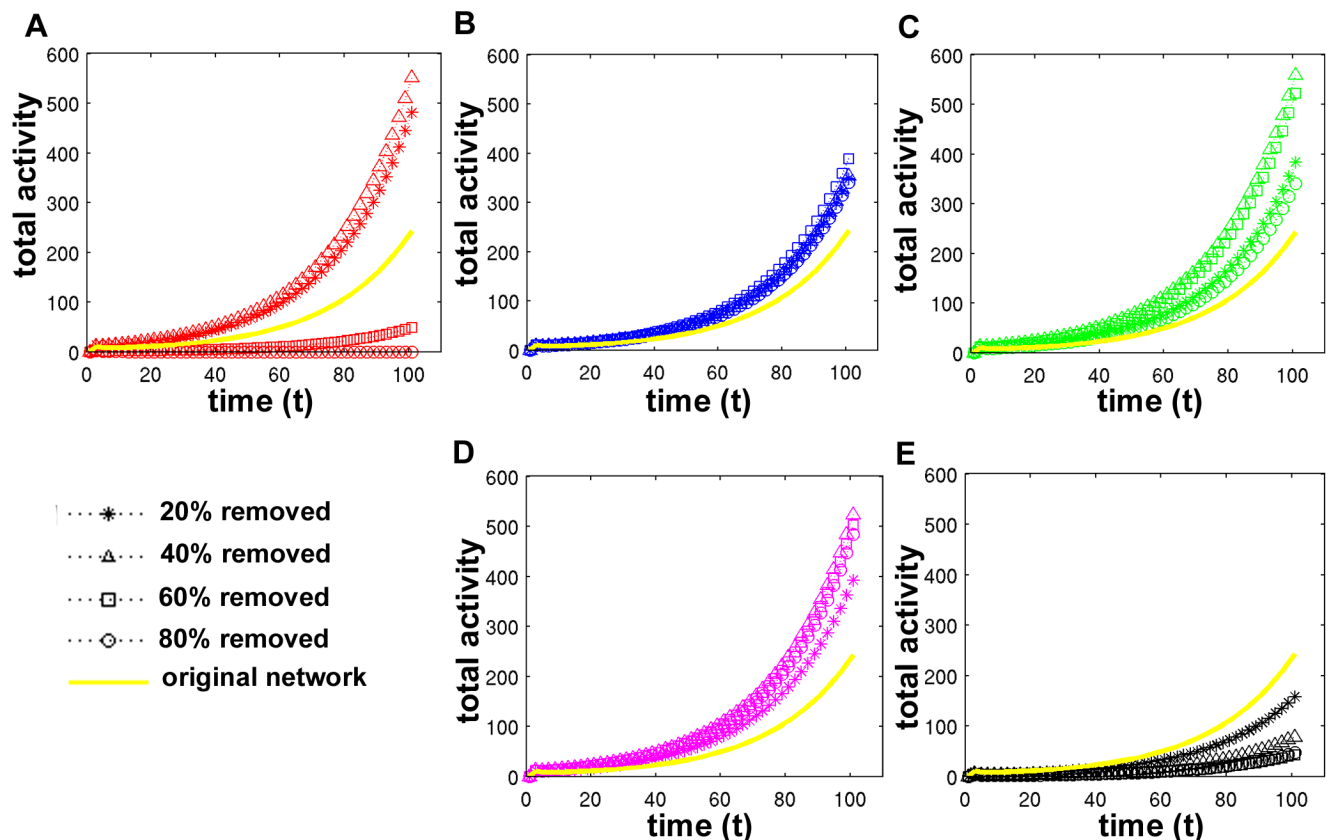 A
600
500
400
300
200
100
0
total activity
0 20 40 60 80 100
time (t)
B
600
500
400
300
200
100
0
total activity
0 20 40 60 80 100
time (t)
C
600
500
400
300
200
100
0
total activity
0 20 40 60 80 100
time (t)
20% removed
40% removed
60% removed
80% removed
original network
D
600
500
400
300
200
100
0
total activity
0 20 40 60 80 100
time (t)
E
600
500
400
300
200
100
0
total activity
0 20 40 60 80 100
time (t)